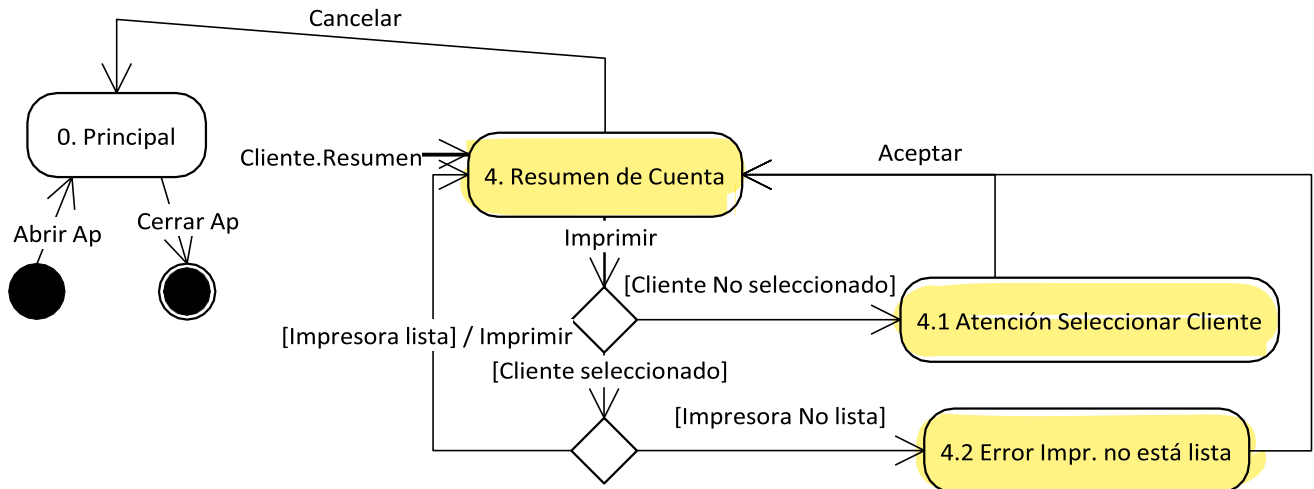 Cancelar
0. Principal
Cliente.Resumen
4. Resumen de Cuenta
Aceptar
Abrir Ap
Cerrar Ap
Imprimir
[Cliente No seleccionado]
4.1 Atención Seleccionar Cliente
[Impresora lista] / Imprimir
[Cliente seleccionado]
[Impresora No lista]
4.2 Error Impr. no está lista